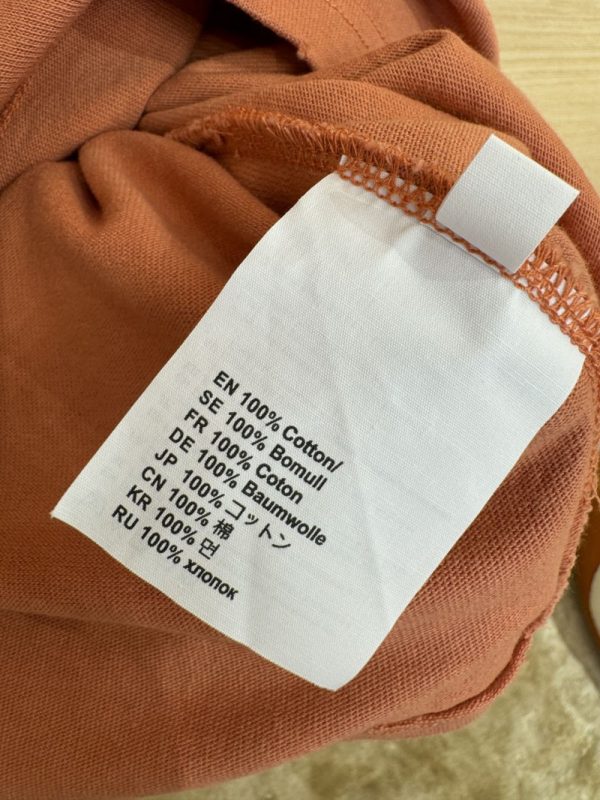 EN 100% Cotton/
SE 100% Bomull
FR 100% Coton
DE 100% Baumwolle
JP 100% コットン
CN 100% 棉
KR 100% 면
RU 100% хлопок